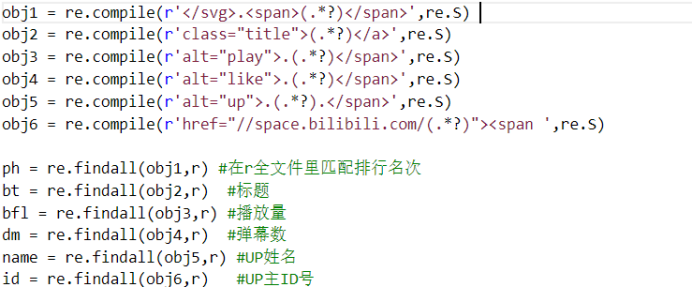 obj1 = re.compile(r'</svg>.<span>(.*?)</span>',re.S)
obj2 = re.compile(r'class="title">(.*?)</a>',re.S)
obj3 = re.compile(r'alt="play">.(.*?)</span>',re.S)
obj4 = re.compile(r'alt="like">.(.*?)</span>',re.S)
obj5 = re.compile(r'alt="up">.(.*?).</span>',re.S)
obj6 = re.compile(r'href="//space.bilibili.com/(.*?)"><span ',re.S)
ph = re.findall(obj1,r) #在r全文件里匹配排行名次
bt = re.findall(obj2,r)  #标题
bfl = re.findall(obj3,r) #播放量
dm = re.findall(obj4,r)  #弹幕数
name = re.findall(obj5,r) #UP姓名
id = re.findall(obj6,r)   #UP主ID号